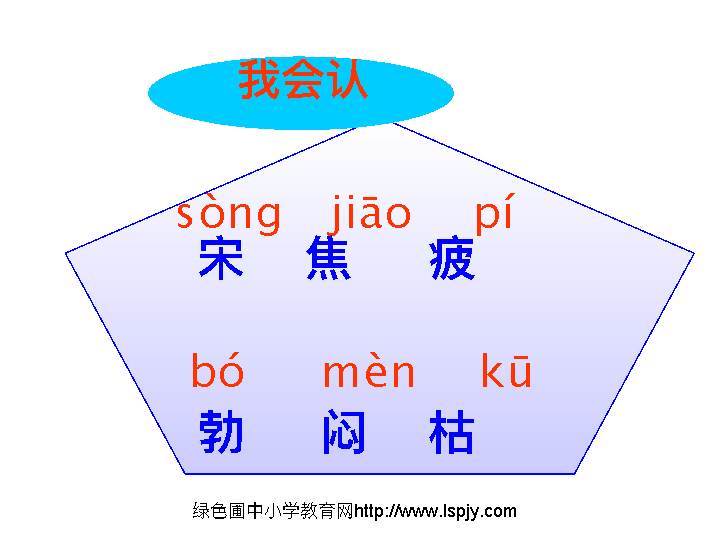 我会认
sòng jiāo pí
宋 焦 疲
bó mèn kū
勃 闷 枯
绿色圃中小学教育网http://www.lspjy.com